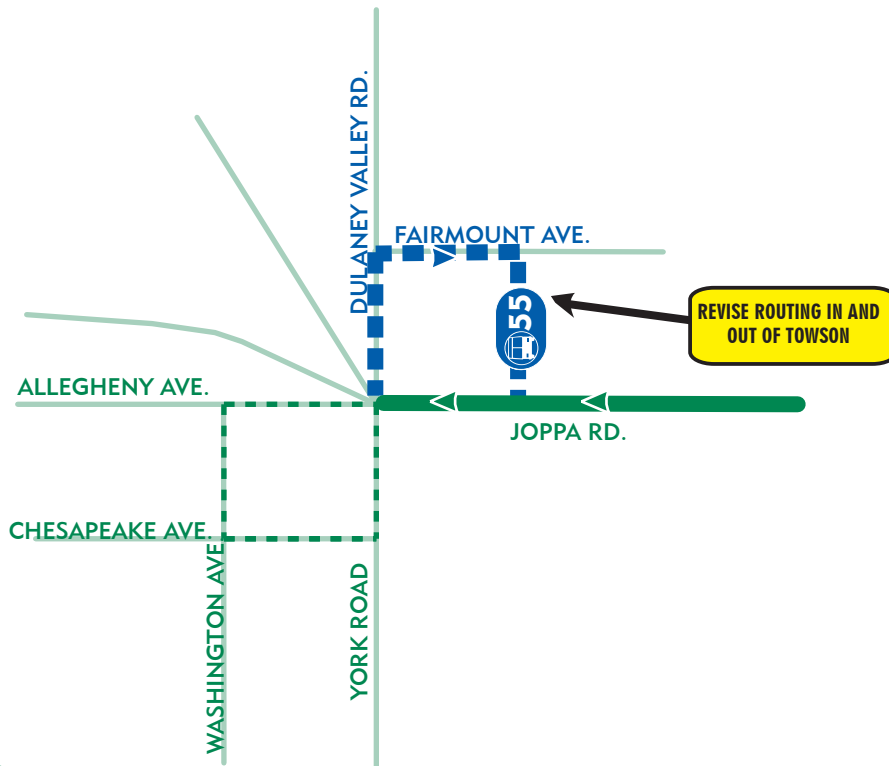 DULANEY VALLEY RD.
FAIRMOUNT AVE.
55
REVISE ROUTING IN AND
OUT OF TOWSON
ALLEGHENY AVE.
JOPPA RD.
CHESAPEAKE AVE.
WASHINGTON AVE
YORK ROAD